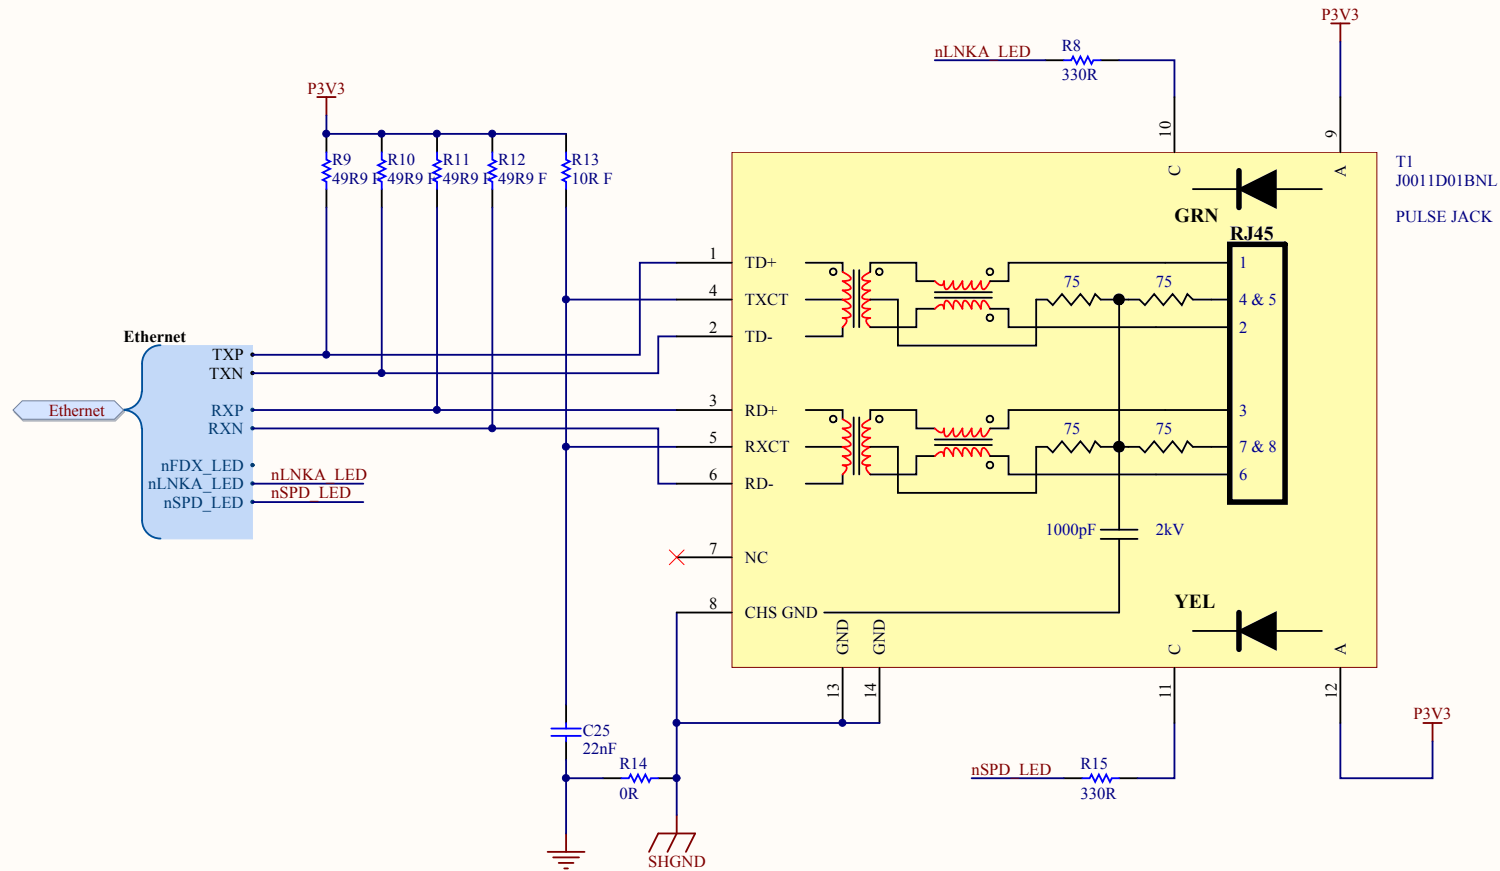 P3V3
nLNKA_LED
R8
330R
P3V3
10
9
R9
49R9 F
R10
49R9 F
R11
49R9 F
R12
49R9 F
R13
10R F
C
A
T1
J0011D01BNL
PULSE JACK
GRN
RJ45
1
TD+
4
TXCT
2
TD-
75
75
1
4 & 5
2
Ethernet
TXP
TXN
RXP
RXN
nFDX_LED
nLNKA_LED
nSPD_LED
Ethernet
nLNKA_LED
nSPD_LED
3
RD+
5
RXCT
6
RD-
75
75
3
7 & 8
6
7
NC
1000pF
2kV
8
CHS GND
YEL
GND
GND
C
A
13
14
11
12
C25
22nF
R14
0R
SHGND
nSPD_LED
R15
330R
P3V3